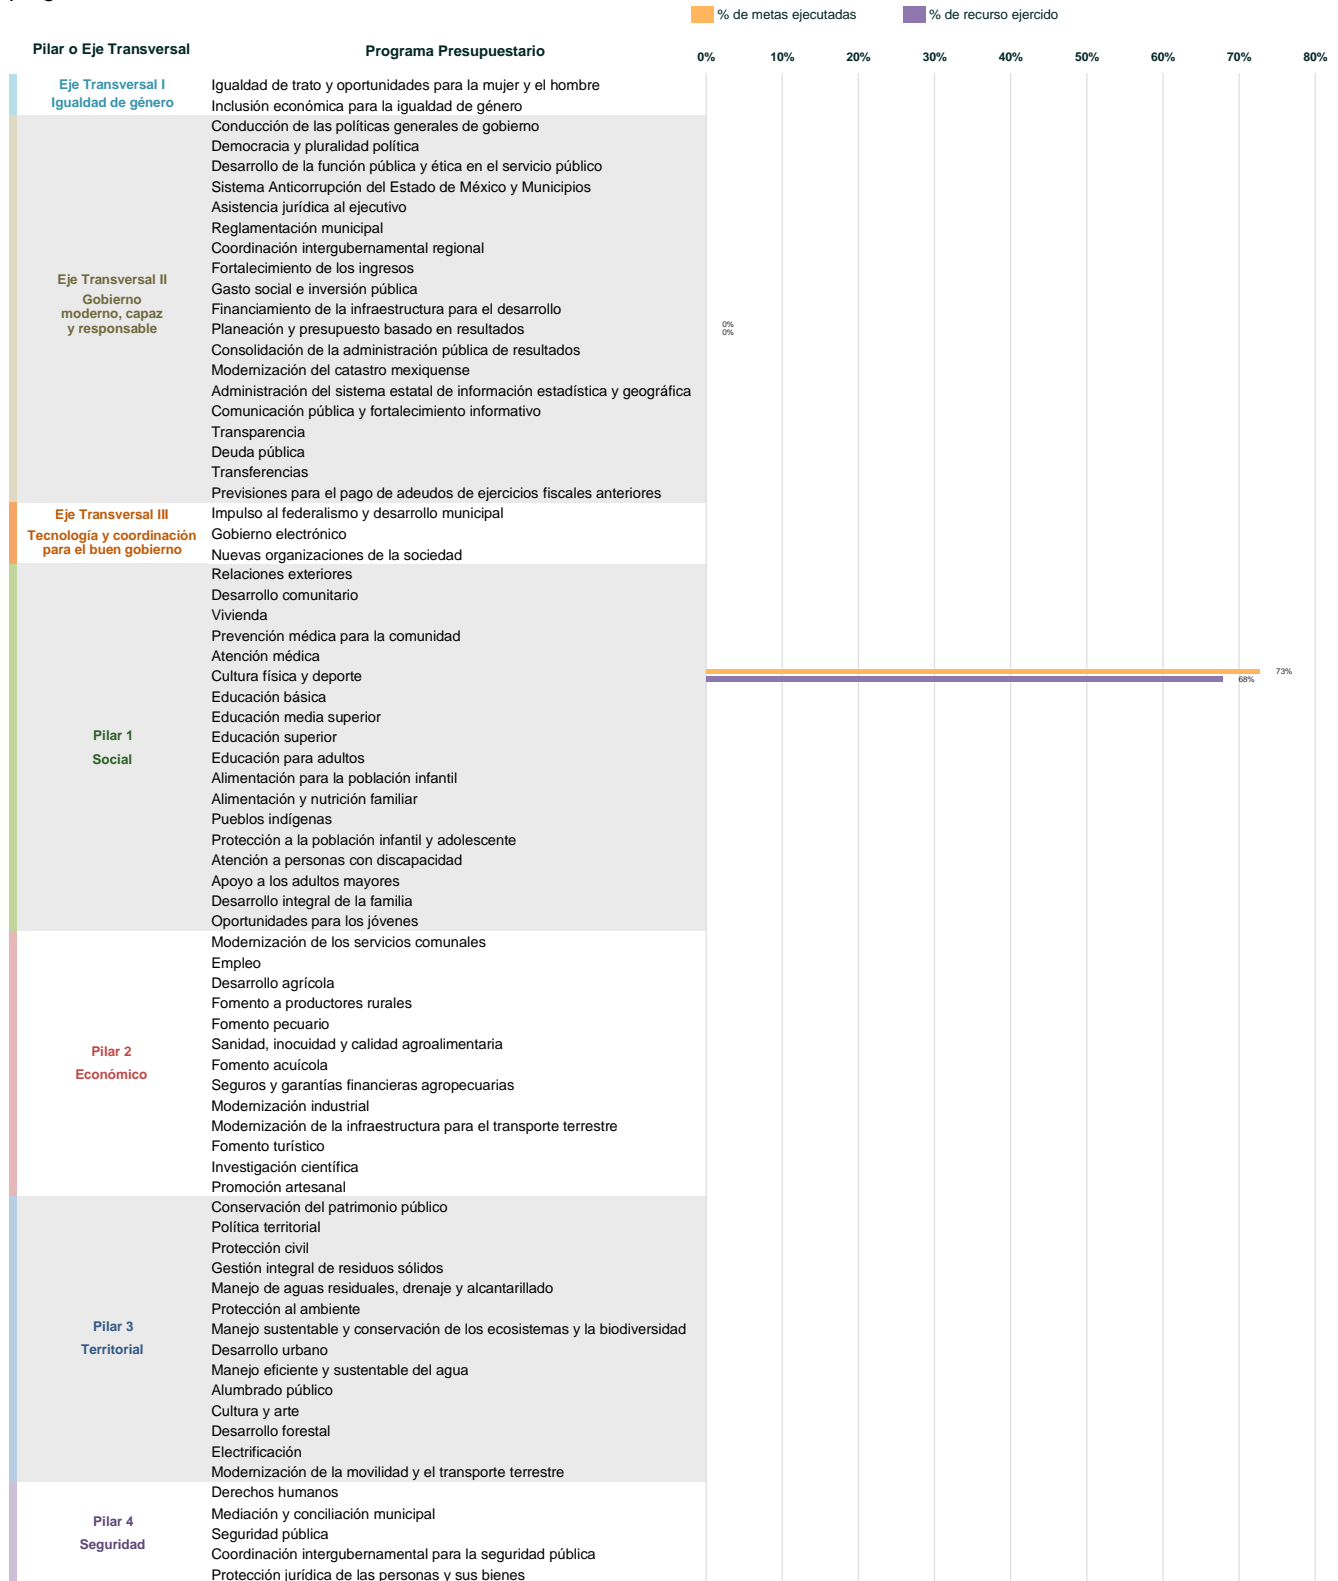 % de metas ejecutadas % de recurso ejercido
Pilar o Eje Transversal Programa Presupuestario 0% 10% 20% 30% 40% 50% 60% 70% 80%
Eje Transversal I
Igualdad de género
Igualdad de trato y oportunidades para la mujer y el hombre
Inclusión económica para la igualdad de género
Eje Transversal II
Gobierno
moderno, capaz
y responsable
Conducción de las políticas generales de gobierno
Democracia y pluralidad política
Desarrollo de la función pública y ética en el servicio público
Sistema Anticorrupción del Estado de México y Municipios
Asistencia jurídica al ejecutivo
Reglamentación municipal
Coordinación intergubernamental regional
Fortalecimiento de los ingresos
Gasto social e inversión pública
Financiamiento de la infraestructura para el desarrollo
Planeación y presupuesto basado en resultados
0%
0%
Consolidación de la administración pública de resultados
Modernización del catastro mexiquense
Administración del sistema estatal de información estadística y geográfica
Comunicación pública y fortalecimiento informativo
Transparencia
Deuda pública
Transferencias
Previsiones para el pago de adeudos de ejercicios fiscales anteriores
Eje Transversal III
Tecnología y coordinación
para el buen gobierno
Impulso al federalismo y desarrollo municipal
Gobierno electrónico
Nuevas organizaciones de la sociedad
Pilar 1
Social
Relaciones exteriores
Desarrollo comunitario
Vivienda
Prevención médica para la comunidad
Atención médica
Cultura física y deporte
73%
68%
Educación básica
Educación media superior
Educación superior
Educación para adultos
Alimentación para la población infantil
Alimentación y nutrición familiar
Pueblos indígenas
Protección a la población infantil y adolescente
Atención a personas con discapacidad
Apoyo a los adultos mayores
Desarrollo integral de la familia
Oportunidades para los jóvenes
Pilar 2
Económico
Modernización de los servicios comunales
Empleo
Desarrollo agrícola
Fomento a productores rurales
Fomento pecuario
Sanidad, inocuidad y calidad agroalimentaria
Fomento acuícola
Seguros y garantías financieras agropecuarias
Modernización industrial
Modernización de la infraestructura para el transporte terrestre
Fomento turístico
Investigación científica
Promoción artesanal
Pilar 3
Territorial
Conservación del patrimonio público
Política territorial
Protección civil
Gestión integral de residuos sólidos
Manejo de aguas residuales, drenaje y alcantarillado
Protección al ambiente
Manejo sustentable y conservación de los ecosistemas y la biodiversidad
Desarrollo urbano
Manejo eficiente y sustentable del agua
Alumbrado público
Cultura y arte
Desarrollo forestal
Electrificación
Modernización de la movilidad y el transporte terrestre
Pilar 4
Seguridad
Derechos humanos
Mediación y conciliación municipal
Seguridad pública
Coordinación intergubernamental para la seguridad pública
Protección jurídica de las personas y sus bienes